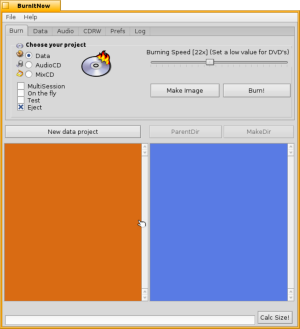 BurnItNow
File Help
Burn Data Audio CDRW Prefs Log
Choose your project
Data
AudioCD
MixCD
MultiSession
On the fly
Test
Eject
Burning Speed [22x] (Set a low value for DVD's)
Make Image Burn!
New data project ParentDir MakeDir
Calc Size!